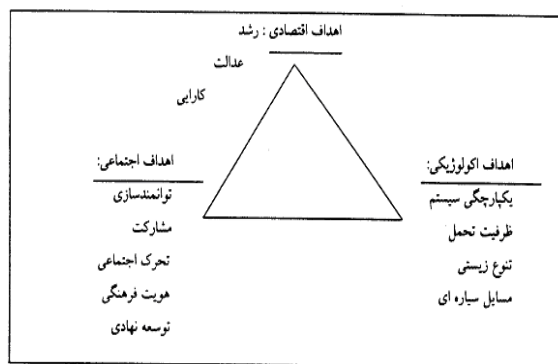 اهداف اقتصادی : رشد
عدالت
کارایی
اهداف اکولوژیکی:
یکپارچگی سیستم
ظرفیت تحمل
تنوع زیستی
مسایل سیاره ای
اهداف اجتماعی:
توانمندسازی
مشارکت
تحرک اجتماعی
هویت فرهنگی
توسعه نهادی